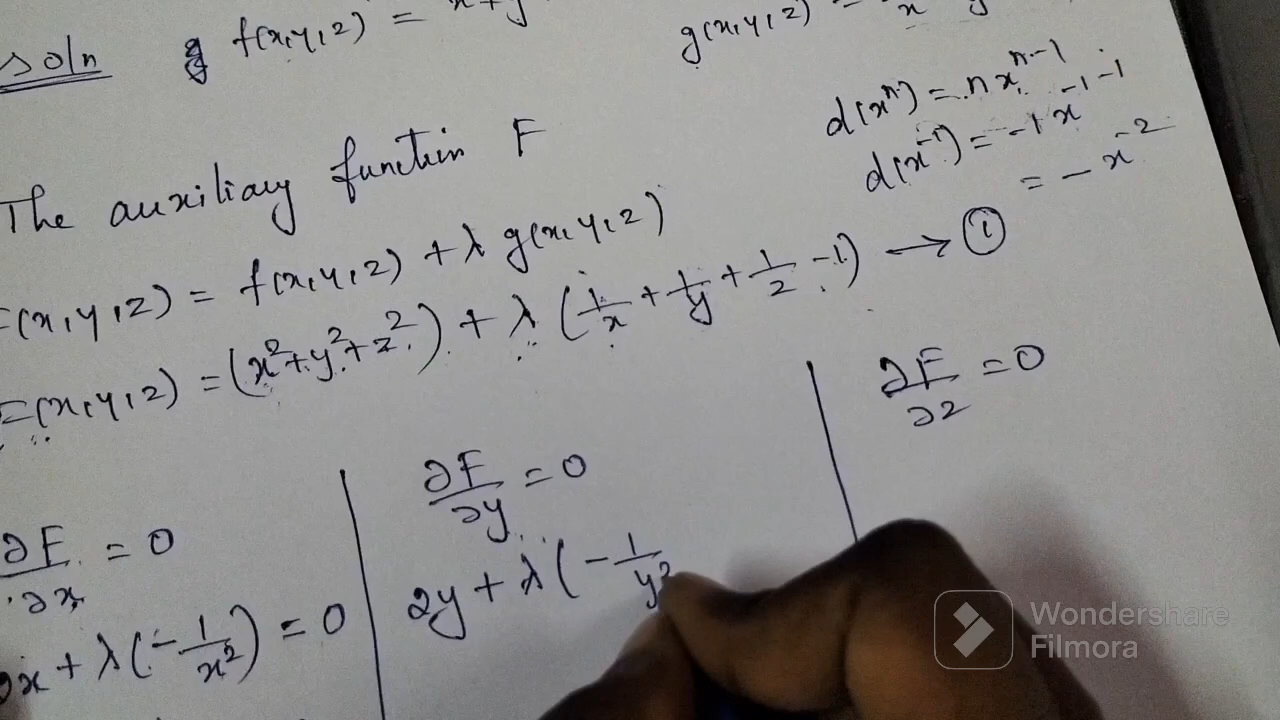 soln f(x,y,z) = x+y g(x,y,z) = x y
d(xⁿ) = n xⁿ⁻¹
d(x⁻¹) = -1 x⁻¹⁻¹
= - x⁻²
The auxiliary function F
F(x,y,z) = f(x,y,z) + λ g(x,y,z)
F(x,y,z) = (x²+y²+z²) + λ (1/x + 1/y + 1/z - 1) → ①
∂F/∂x = 0
2x + λ(-1/x²) = 0
∂F/∂y = 0
2y + λ(-1/y²
∂F/∂z = 0
Wondershare
Filmora